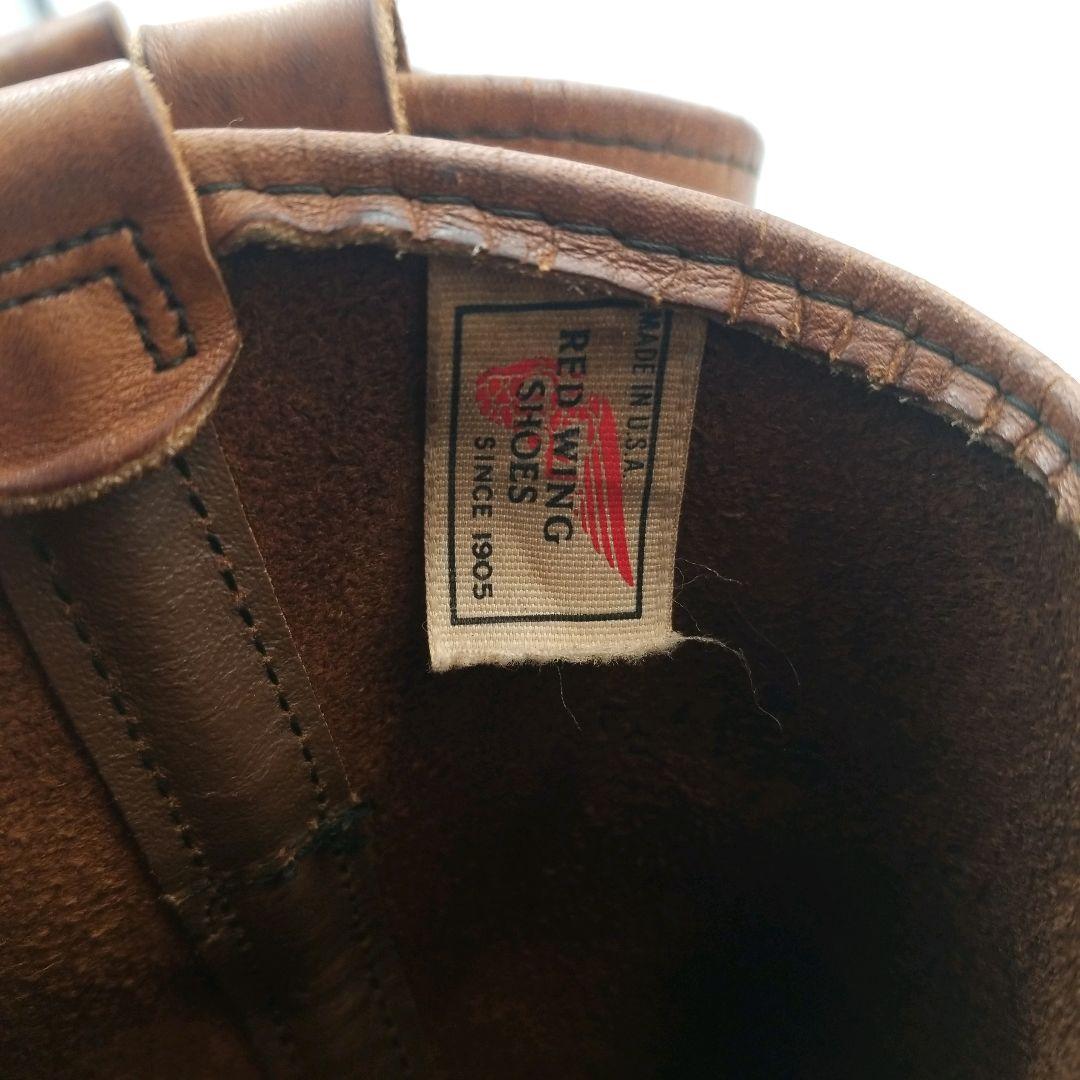 MADE IN U.S.A.
RED WING
SHOES
SINCE 1905